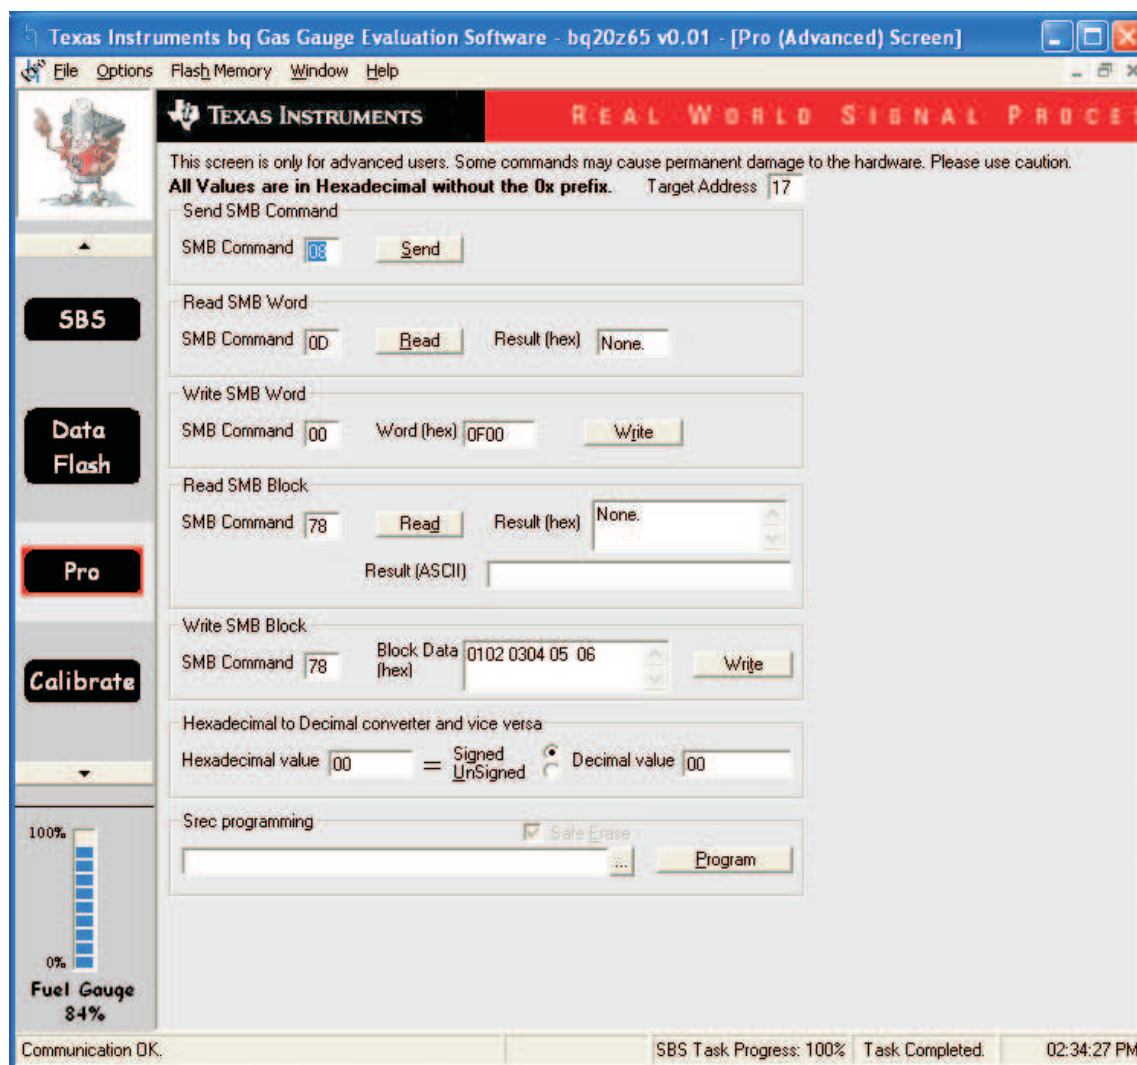 Texas Instruments bq Gas Gauge Evaluation Software - bq20z65 v0.01 - [Pro (Advanced) Screen]
File Options Flash Memory Window Help
TEXAS INSTRUMENTS
REAL WORLD SIGNAL PROCE
This screen is only for advanced users. Some commands may cause permanent damage to the hardware. Please use caution.
All Values are in Hexadecimal without the 0x prefix. Target Address 17
Send SMB Command
SMB Command 08 Send
Read SMB Word
SMB Command 0D Read Result (hex) None.
Write SMB Word
SMB Command 00 Word (hex) 0F00 Write
Read SMB Block
SMB Command 78 Read Result (hex) None.
Result (ASCII)
Write SMB Block
SMB Command 78 Block Data (hex) 0102 0304 05 06 Write
Hexadecimal to Decimal converter and vice versa
Hexadecimal value 00 = Signed UnSigned Decimal value 00
Srec programming Safe Erase
... Program
SBS
Data
Flash
Pro
Calibrate
100%
0%
Fuel Gauge
84%
Communication OK. SBS Task Progress: 100% Task Completed. 02:34:27 PM